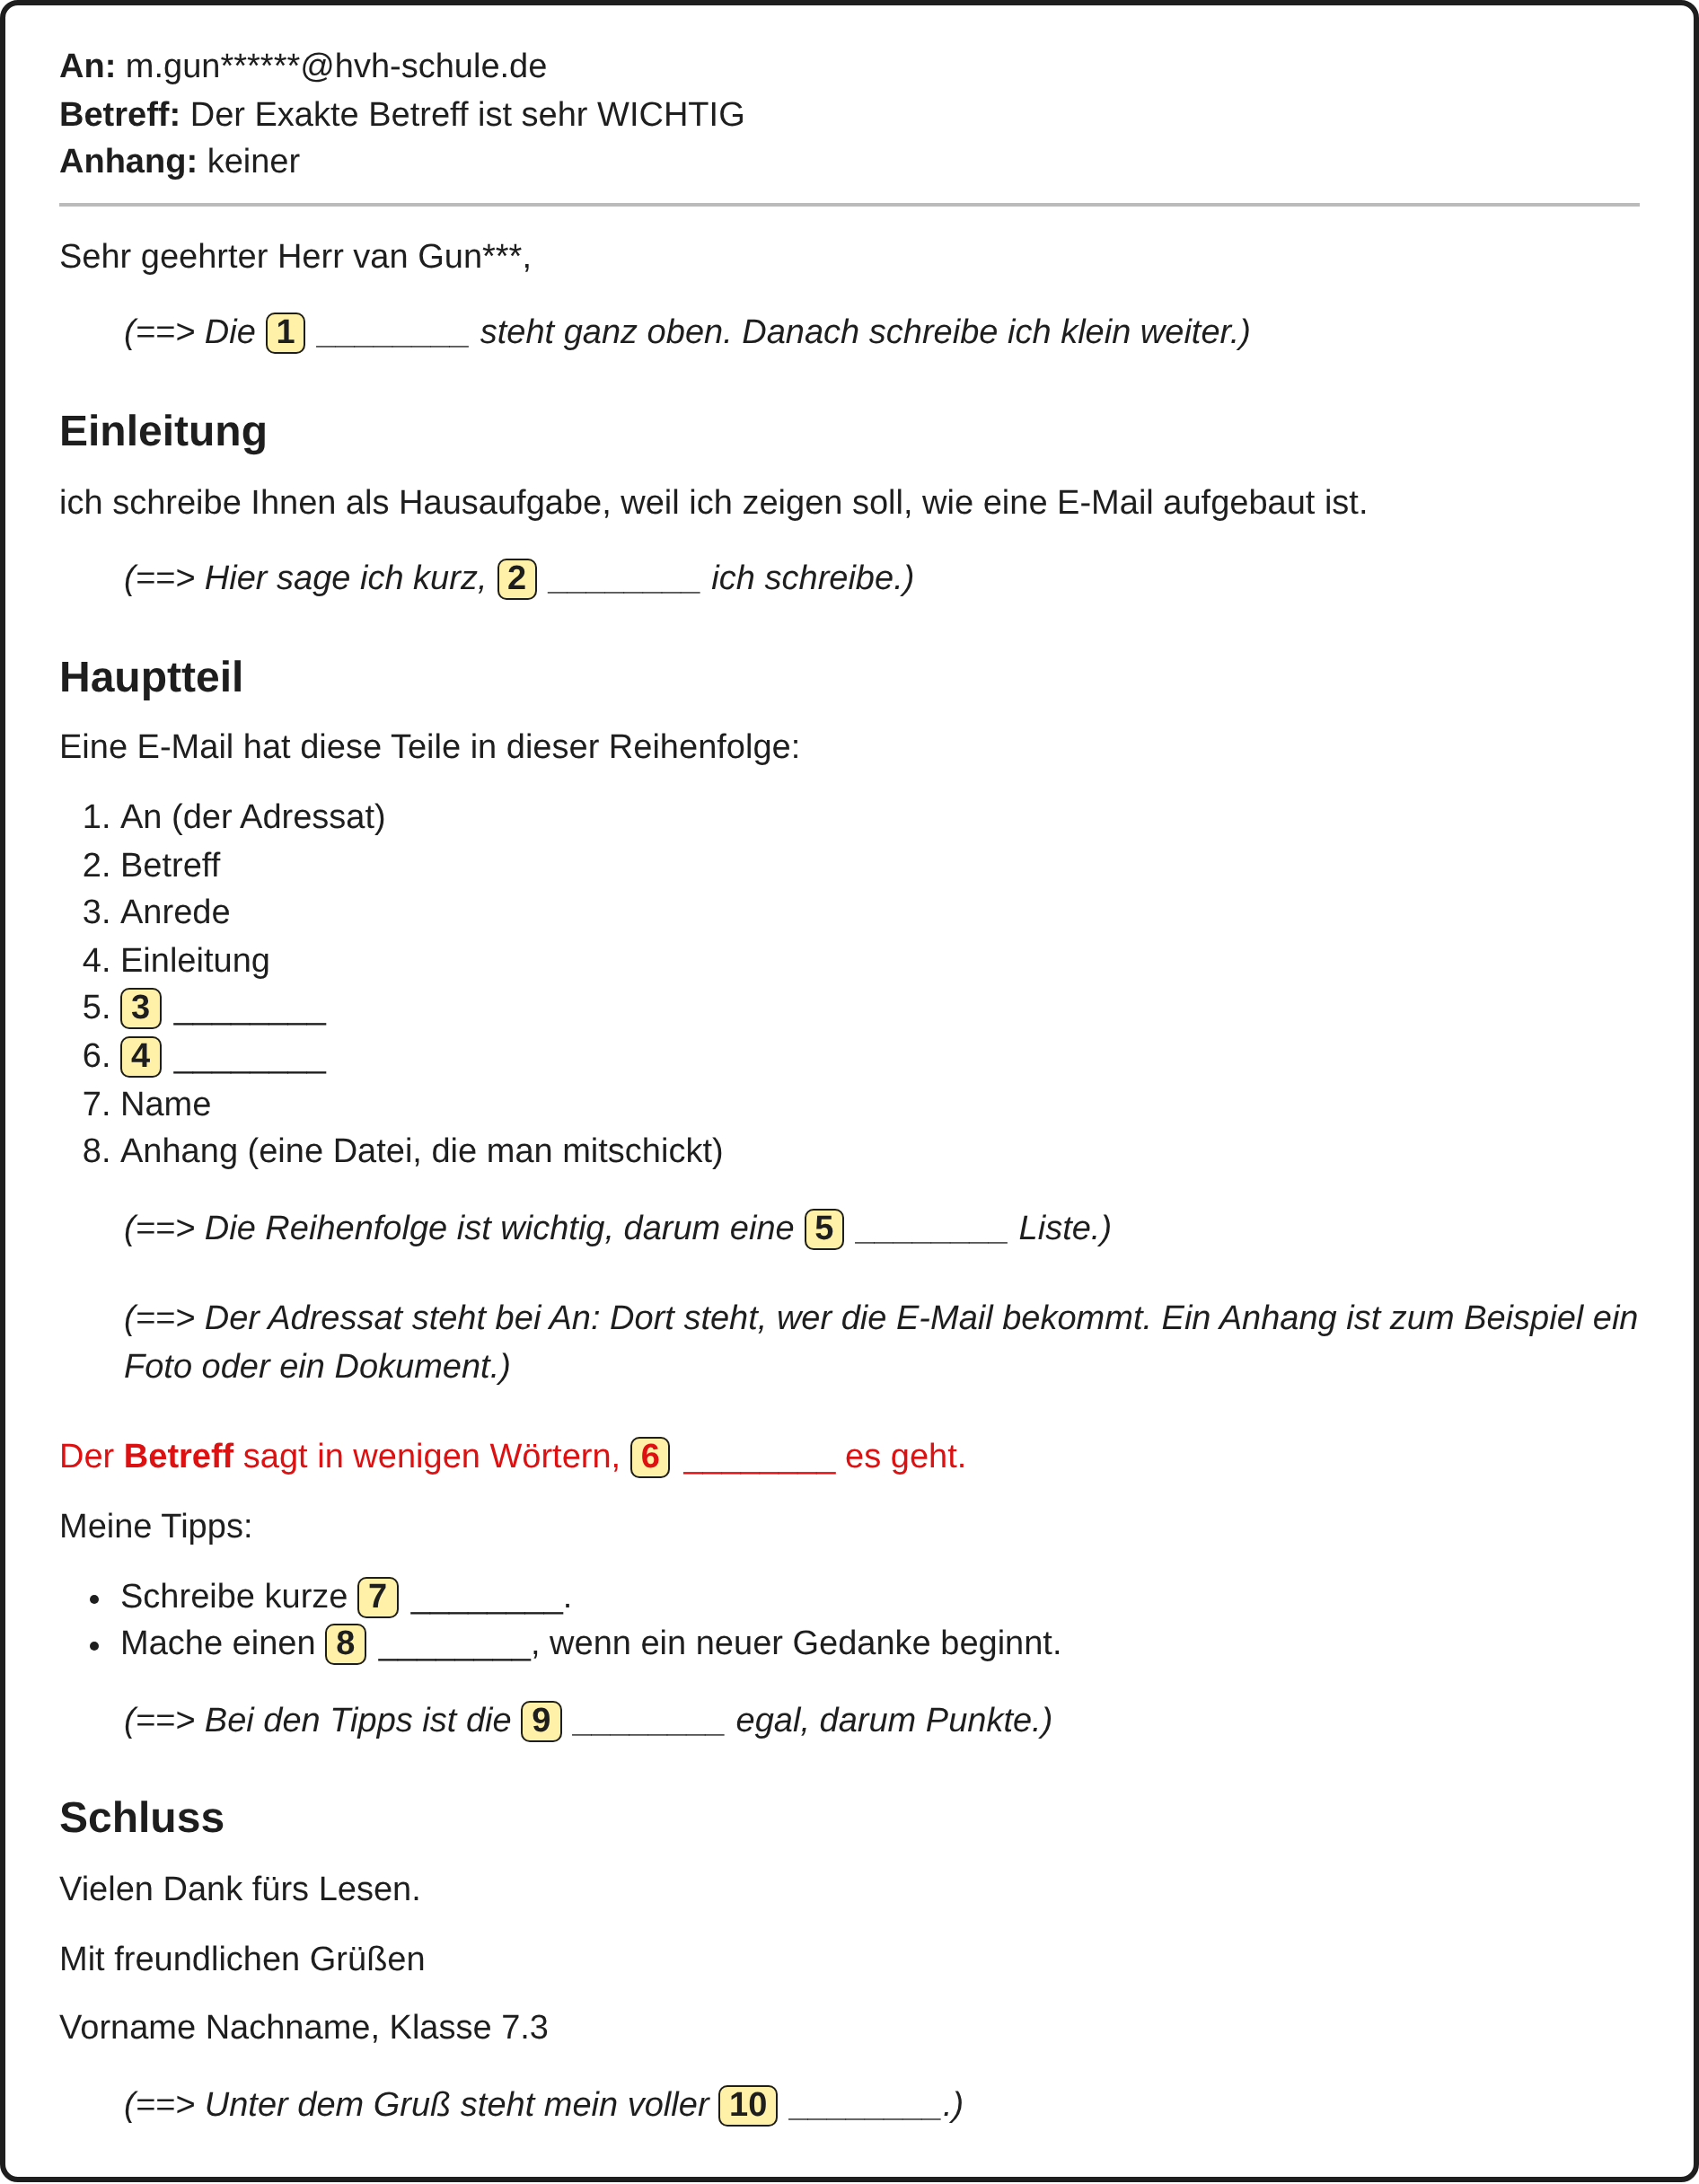 An: m.gun******@hvh-schule.de
Betreff: Der Exakte Betreff ist sehr WICHTIG
Anhang: keiner
Sehr geehrter Herr van Gun***,
(==> Die 1 ________ steht ganz oben. Danach schreibe ich klein weiter.)
Einleitung
ich schreibe Ihnen als Hausaufgabe, weil ich zeigen soll, wie eine E-Mail aufgebaut ist.
(==> Hier sage ich kurz, 2 ________ ich schreibe.)
Hauptteil
Eine E-Mail hat diese Teile in dieser Reihenfolge:
1. An (der Adressat)
2. Betreff
3. Anrede
4. Einleitung
5. 3 ________
6. 4 ________
7. Name
8. Anhang (eine Datei, die man mitschickt)
(==> Die Reihenfolge ist wichtig, darum eine 5 ________ Liste.)
(==> Der Adressat steht bei An: Dort steht, wer die E-Mail bekommt. Ein Anhang ist zum Beispiel ein
Foto oder ein Dokument.)
Der Betreff sagt in wenigen Wörtern, 6 ________ es geht.
Meine Tipps:
• Schreibe kurze 7 ________.
• Mache einen 8 ________, wenn ein neuer Gedanke beginnt.
(==> Bei den Tipps ist die 9 ________ egal, darum Punkte.)
Schluss
Vielen Dank fürs Lesen.
Mit freundlichen Grüßen
Vorname Nachname, Klasse 7.3
(==> Unter dem Gruß steht mein voller 10 ________.)